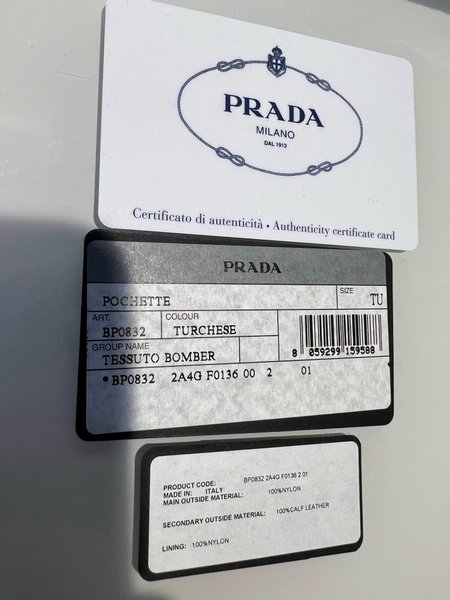 PRADA
MILANO
DAL 1913
Certificato di autenticità • Authenticity certificate card
PRADA
POCHETTE
SIZE
TU
ART.
BP0832
COLOUR
TURCHESE
GROUP NAME
TESSUTO BOMBER
8 059299 159588
*BP0832 2A4G F0136 00 2 01
PRODUCT CODE: BP0832 2A4G F0136 2 01
MADE IN: ITALY
MAIN OUTSIDE MATERIAL: 100%NYLON
SECONDARY OUTSIDE MATERIAL: 100%CALF LEATHER
LINING: 100%NYLON